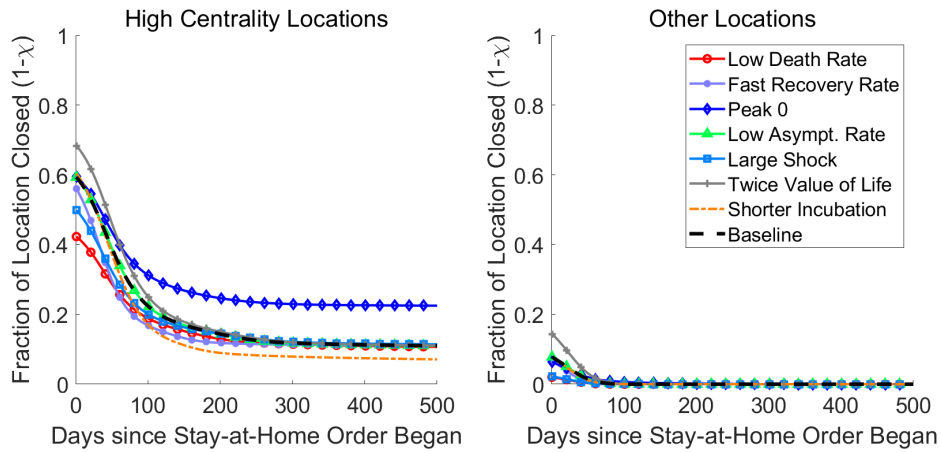 High Centrality Locations
Fraction of Location Closed (1-χ)
1
0.8
0.6
0.4
0.2
0
0
100
200
300
400
500
Days since Stay-at-Home Order Began
Other Locations
Fraction of Location Closed (1-χ)
1
0.8
0.6
0.4
0.2
0
0
100
200
300
400
500
Days since Stay-at-Home Order Began
Low Death Rate
Fast Recovery Rate
Peak 0
Low Asympt. Rate
Large Shock
Twice Value of Life
Shorter Incubation
Baseline